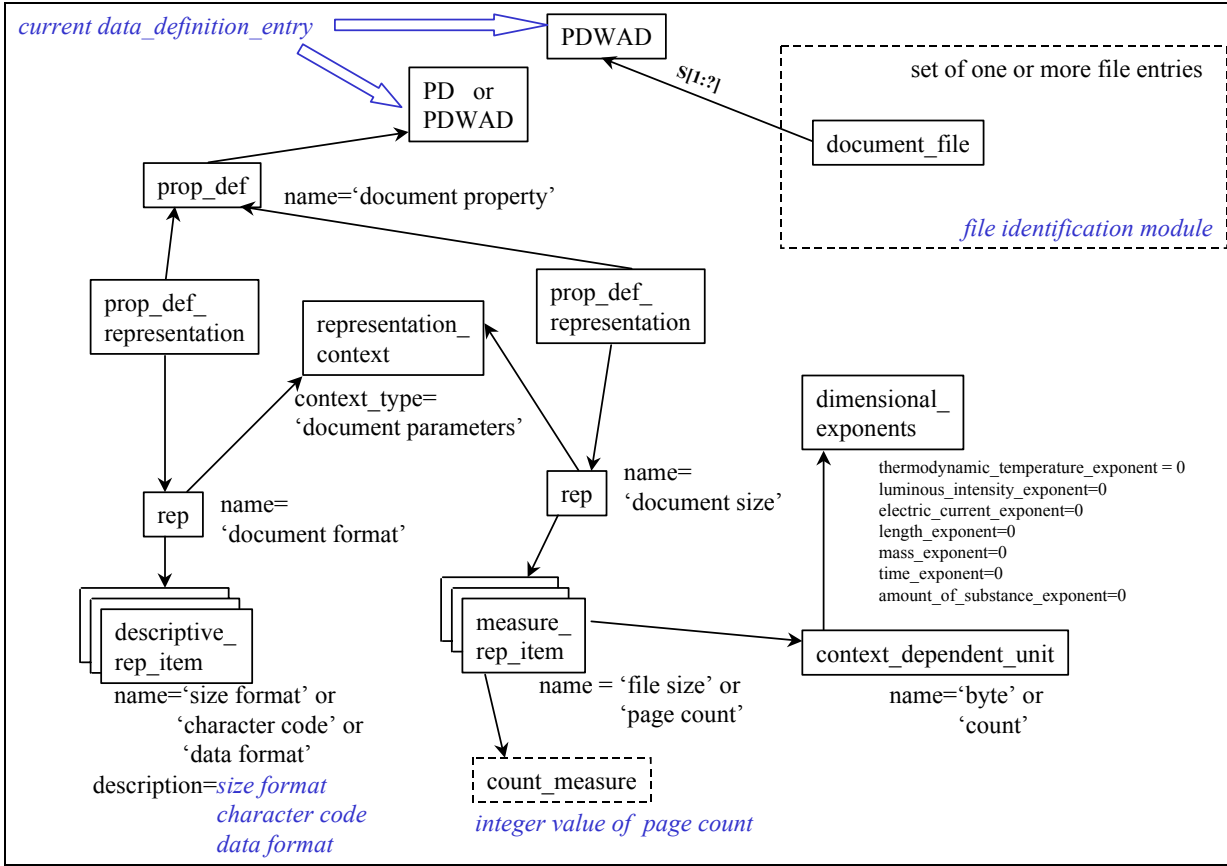 current data_definition_entry
PDWAD
S[1:?]
set of one or more file entries
document_file
file identification module
PD or
PDWAD
prop_def
name=‘document property’
prop_def_
representation
representation_
context
context_type=
‘document parameters’
prop_def_
representation
dimensional_
exponents
thermodynamic_temperature_exponent = 0
luminous_intensity_exponent=0
electric_current_exponent=0
length_exponent=0
mass_exponent=0
time_exponent=0
amount_of_substance_exponent=0
rep
name=
‘document format’
rep
name=
‘document size’
descriptive_
rep_item
name=‘size format’ or
‘character code’ or
‘data format’
description=size format
character code
data format
measure_
rep_item
name = ‘file size’ or
‘page count’
context_dependent_unit
name=‘byte’ or
‘count’
count_measure
integer value of page count